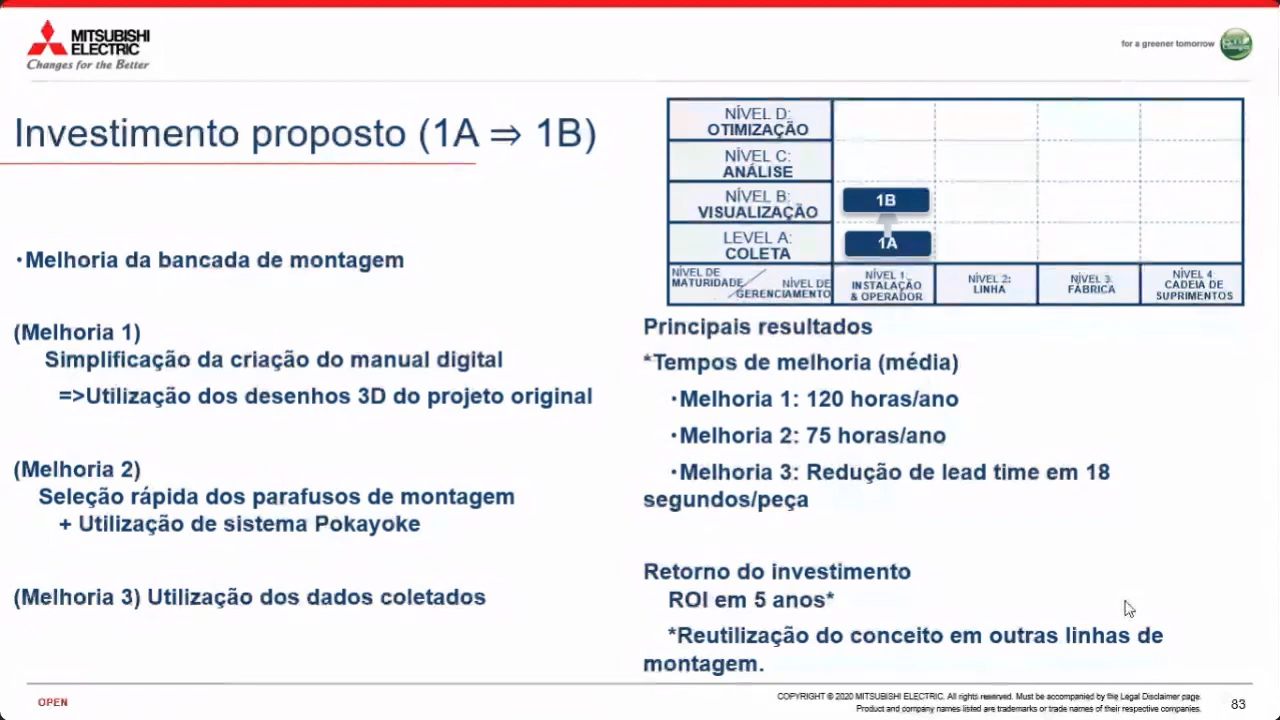 MITSUBISHI
ELECTRIC
Changes for the Better
for a greener tomorrow
Investimento proposto (1A ⇒ 1B)
・Melhoria da bancada de montagem
(Melhoria 1)
Simplificação da criação do manual digital
=>Utilização dos desenhos 3D do projeto original
(Melhoria 2)
Seleção rápida dos parafusos de montagem
+ Utilização de sistema Pokayoke
(Melhoria 3) Utilização dos dados coletados
NÍVEL D:
OTIMIZAÇÃO
NÍVEL C:
ANÁLISE
NÍVEL B:
VISUALIZAÇÃO
1B
LEVEL A:
COLETA
1A
NÍVEL DE
MATURIDADE
NÍVEL DE
GERENCIAMENTO
NÍVEL 1:
INSTALAÇÃO
& OPERADOR
NÍVEL 2:
LINHA
NÍVEL 3:
FÁBRICA
NÍVEL 4
CADEIA DE
SUPRIMENTOS
Principais resultados
*Tempos de melhoria (média)
・Melhoria 1: 120 horas/ano
・Melhoria 2: 75 horas/ano
・Melhoria 3: Redução de lead time em 18
segundos/peça
Retorno do investimento
ROI em 5 anos*
*Reutilização do conceito em outras linhas de
montagem.
OPEN
COPYRIGHT © 2020 MITSUBISHI ELECTRIC. All rights reserved. Must be accompanied by the Legal Disclaimer page.
Product and company names listed are trademarks or trade names of their respective companies.
83